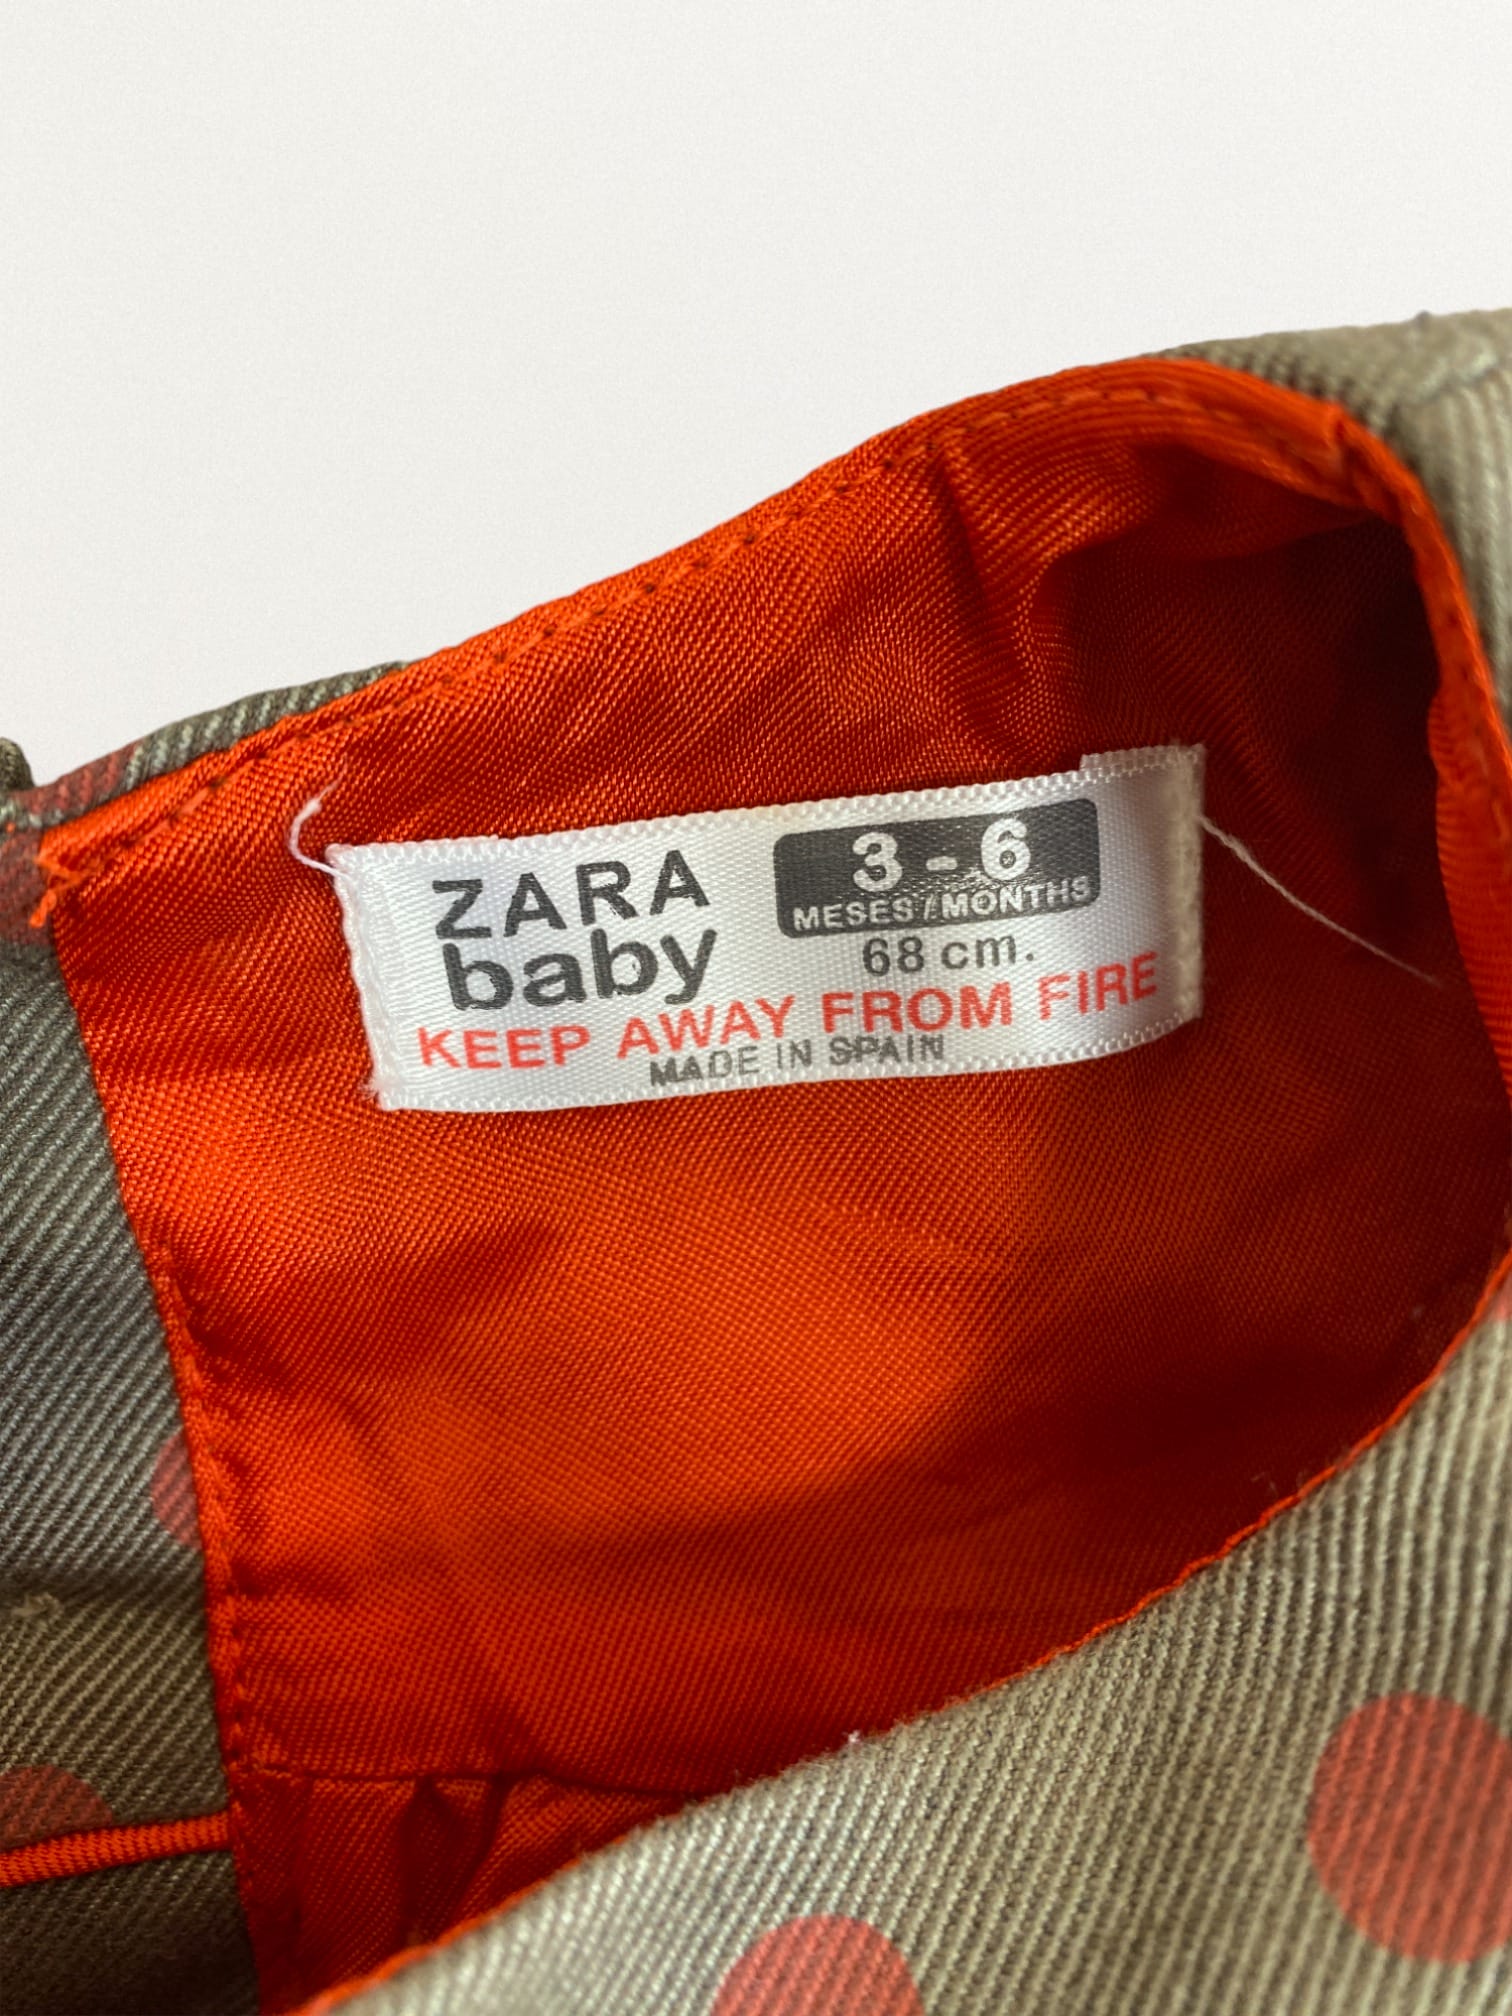 ZARA
baby
3 - 6
MESES / MONTHS
68 cm.
KEEP AWAY FROM FIRE
MADE IN SPAIN